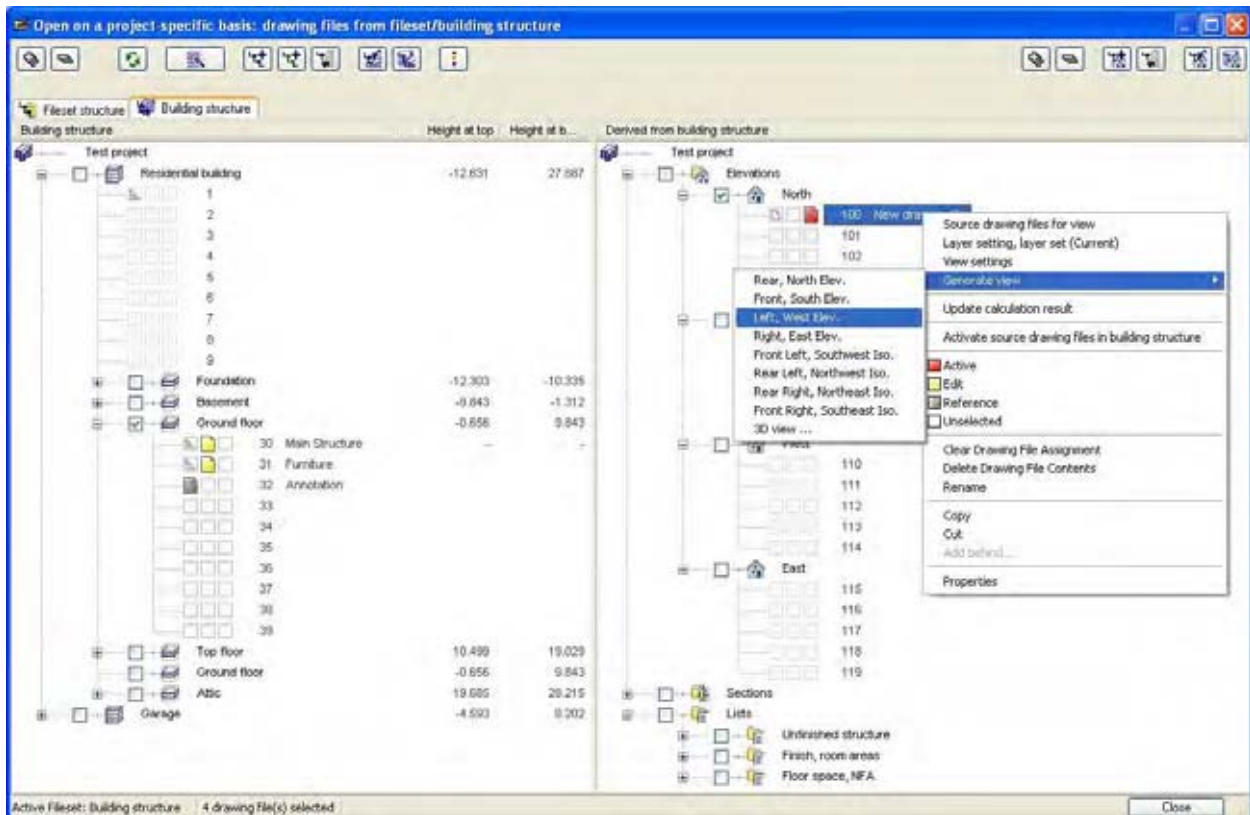 Open on a project-specific basis: drawing files from fileset/building structure
Fileset structure Building structure
Building structure Height at top Height at b... Derived from building structure
Test project
Residential building -12.631 27.887
1
2
3
4
5
6
7
8
9
Foundation -12.303 -10.335
Basement -9.843 -1.312
Ground floor -0.656 9.843
30 Main Structure -- --
31 Furniture
32 Annotation
33
34
35
36
37
38
39
Top floor 10.499 19.029
Ground floor -0.656 9.843
Attic 19.685 28.215
Garage -4.593 8.202
Test project
Elevations
North
100 New
101
102
110
111
112
113
114
East
115
116
117
118
119
Sections
Lists
Unfinished structure
Finish, room areas
Floor space, NFA
Source drawing files for view
Layer setting, layer set (Current)
View settings
Generate view
Update calculation result
Activate source drawing files in building structure
Active
Edit
Reference
Unselected
Clear Drawing File Assignment
Delete Drawing File Contents
Rename
Copy
Cut
Add behind...
Properties
Rear, North Elev.
Front, South Elev.
Left, West Elev.
Right, East Elev.
Front Left, Southwest Iso.
Rear Left, Northwest Iso.
Rear Right, Northeast Iso.
Front Right, Southeast Iso.
3D view ...
Active Fileset: Building structure 4 drawing file(s) selected
Close